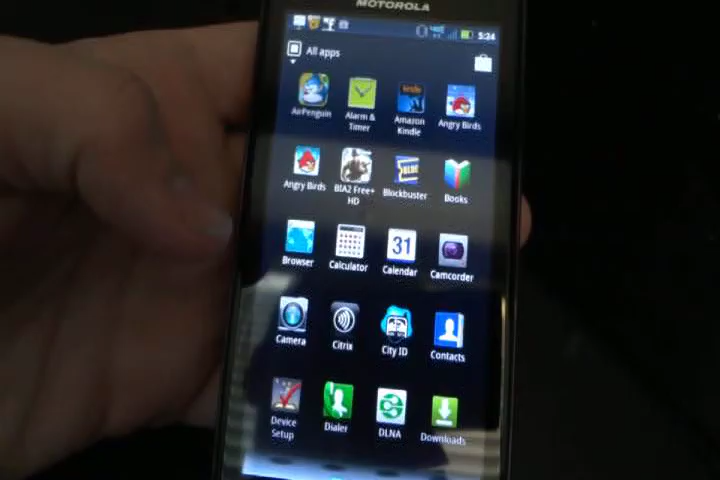 MOTOROLA
5:24
All apps
AirPenguin
Alarm & Timer
Amazon Kindle
kindle
Angry Birds
Angry Birds
BIA2 Free+ HD
Blockbuster
Books
Browser
Calculator
31
Calendar
Camcorder
Camera
Citrix
City ID
Contacts
Device Setup
Dialer
DLNA
Downloads